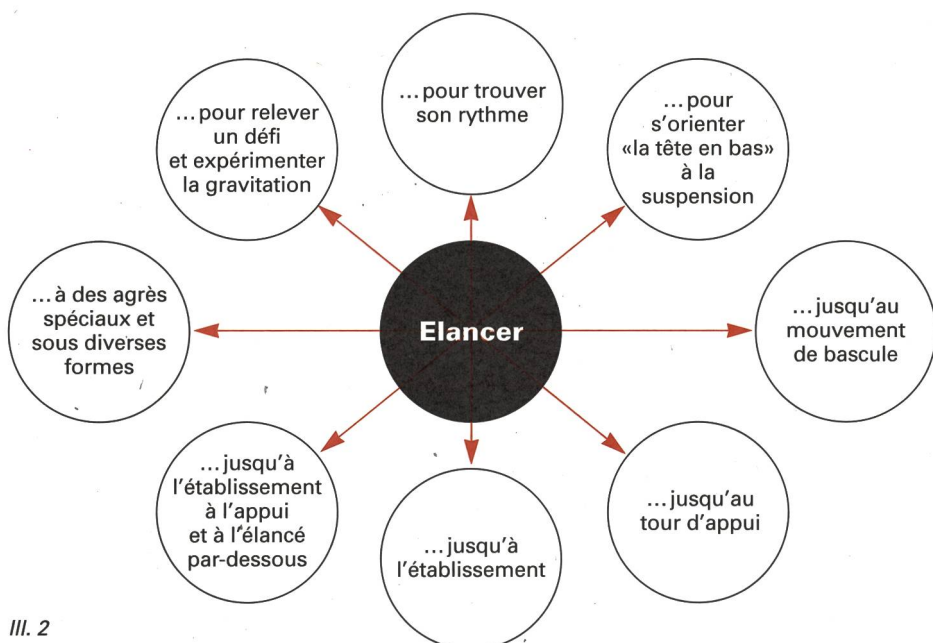 ...pour relever
un défi
et expérimenter
la gravitation
...pour trouver
son rythme
...pour
s'orienter
«la tête en bas»
à la
suspension
...à des agrès
spéciaux et
sous diverses
formes
Elancer
...jusqu'au
mouvement
de bascule
...jusqu'à
l'établissement
à l'appui
et à l'élancé
par-dessous
...jusqu'à
l'établissement
...jusqu'au
tour d'appui
Ill. 2